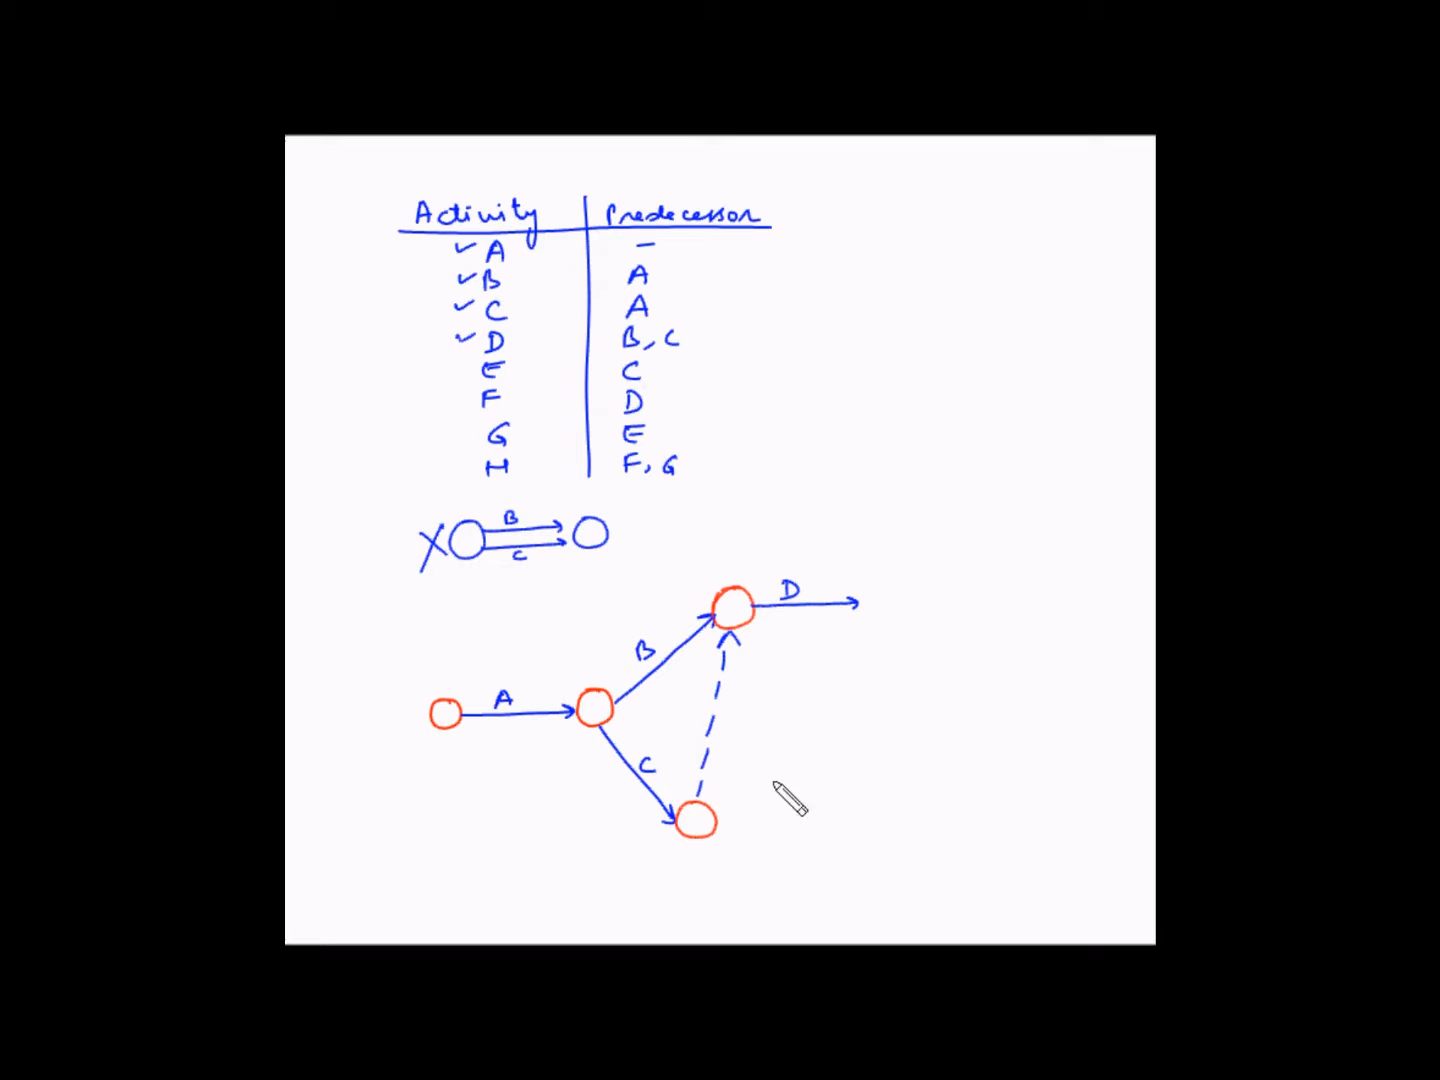 Activity Predecessor
A –
B A
C A
D B, C
E C
F D
G E
H F, G
X B
C
D
B
A
C